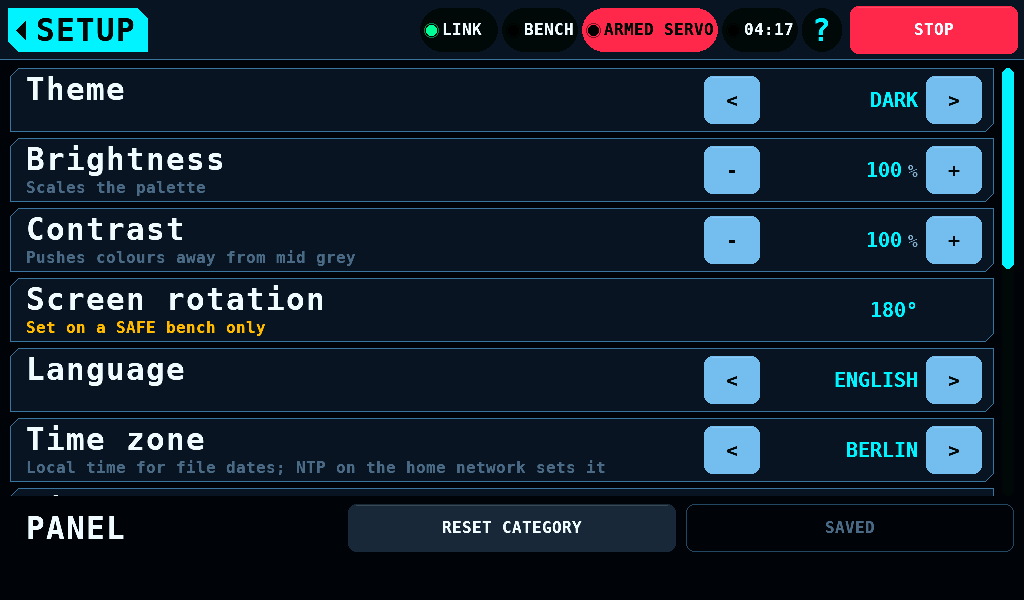 SETUP
LINK
BENCH
ARMED SERVO
04:17
?
STOP
Theme
<
DARK
>
Brightness
Scales the palette
-
100 %
+
Contrast
Pushes colours away from mid grey
-
100 %
+
Screen rotation
Set on a SAFE bench only
180°
Language
<
ENGLISH
>
Time zone
Local time for file dates; NTP on the home network sets it
<
BERLIN
>
PANEL
RESET CATEGORY
SAVED